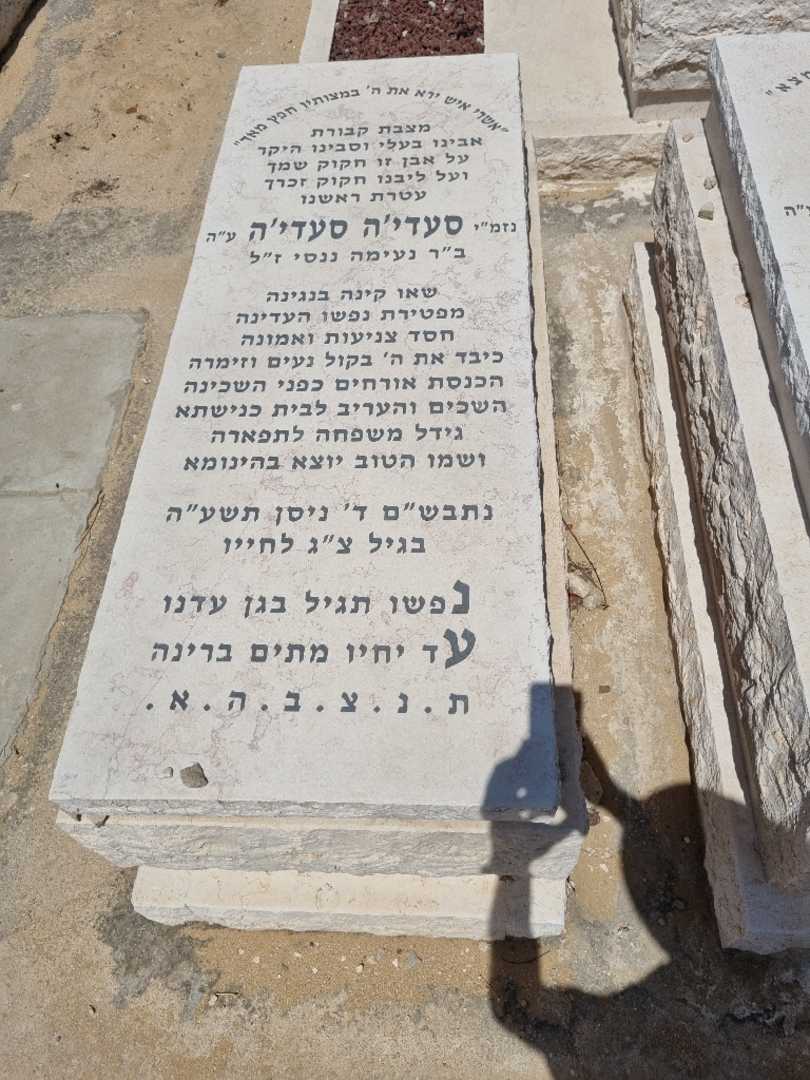 "אשרי איש ירא את ה' במצותיו חפץ מאד"
מצבת קבורת
אבינו בעלי וסבינו היקר
על אבן זו חקוק שמך
ועל ליבנו חקוק זכרך
עטרת ראשנו
נזמ"י סעדי'ה סעדי'ה ע"ה
ב"ר נעימה ננסי ז"ל
שאו קינה בנגינה
מפטירת נפשו העדינה
חסד צניעות ואמונה
כיבד את ה' בקול נעים וזימרה
הכנסת אורחים כפני השכינה
השכים והעריב לבית כנישתא
גידל משפחה לתפארה
ושמו הטוב יוצא בהינומא
נתבש"ם ד' ניסן תשע"ה
בגיל צ"ג לחייו
נפשו תגיל בגן עדנו
עד יחיו מתים ברינה
ת . נ . צ . ב . ה . א .